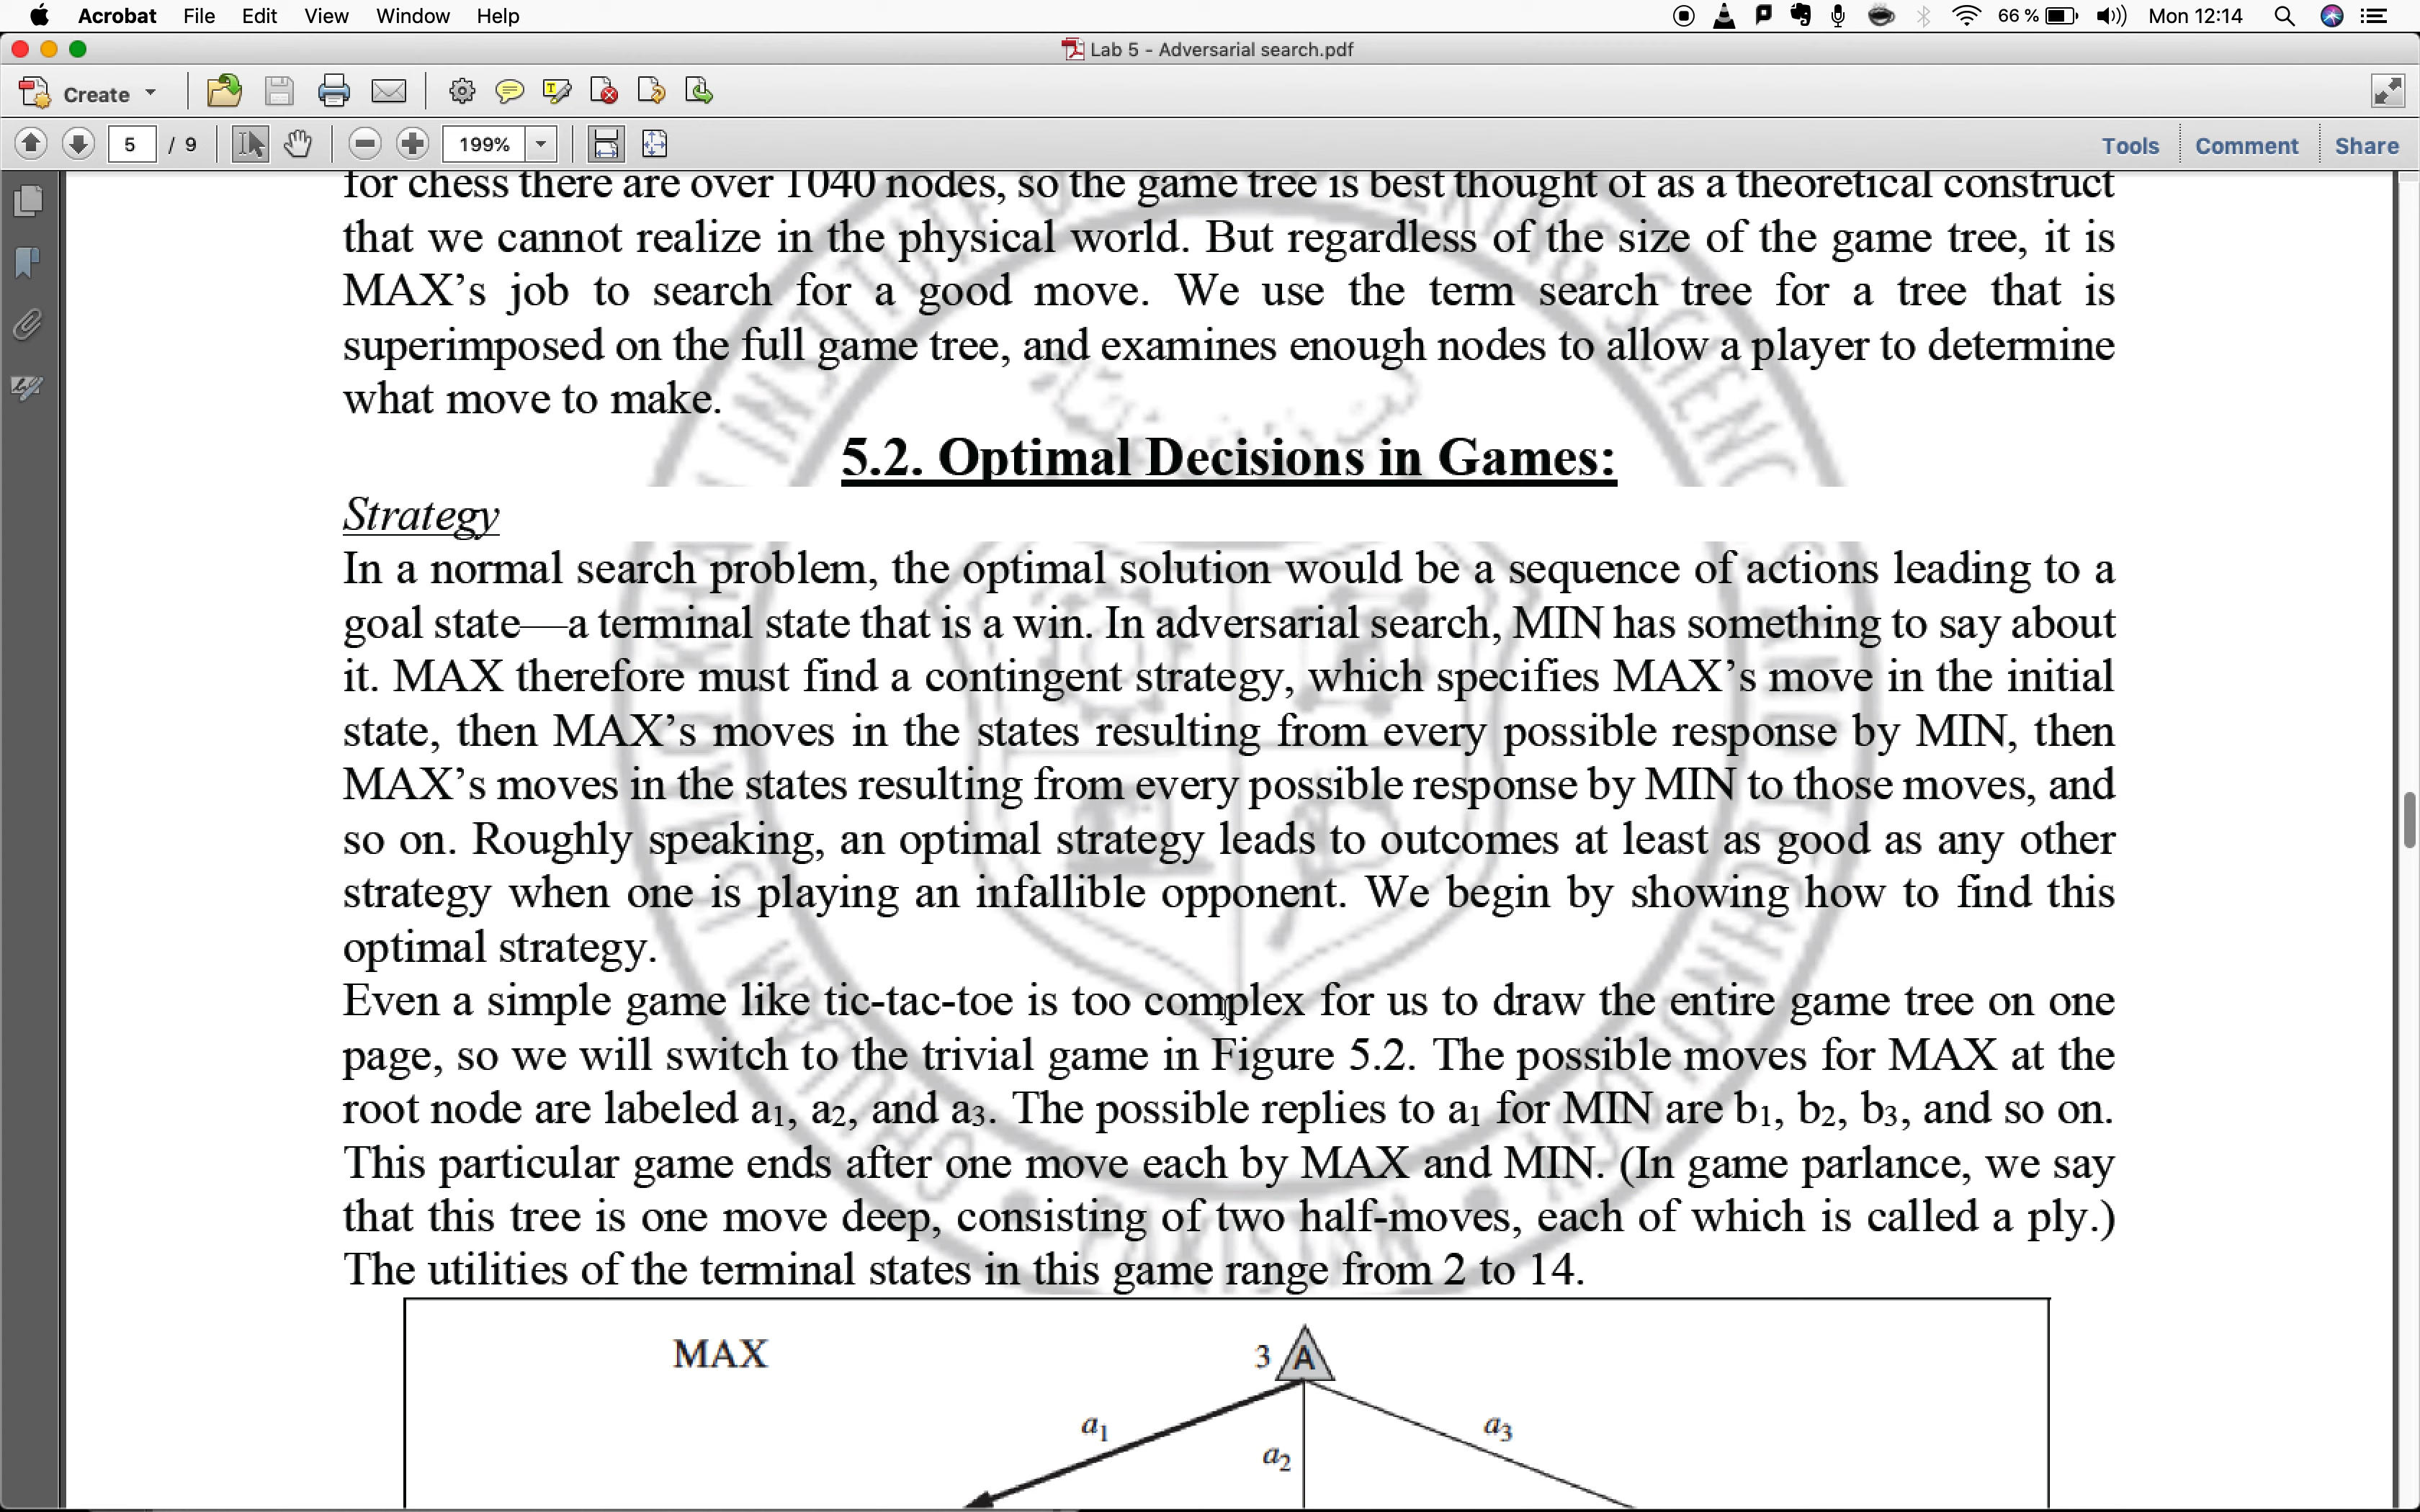 Acrobat File Edit View Window Help 66 % Mon 12:14
Lab 5 - Adversarial search.pdf
Create
5 / 9 199% Tools Comment Share
for chess there are over 1040 nodes, so the game tree is best thought of as a theoretical construct
that we cannot realize in the physical world. But regardless of the size of the game tree, it is
MAX’s job to search for a good move. We use the term search tree for a tree that is
superimposed on the full game tree, and examines enough nodes to allow a player to determine
what move to make.
5.2. Optimal Decisions in Games:
Strategy
In a normal search problem, the optimal solution would be a sequence of actions leading to a
goal state—a terminal state that is a win. In adversarial search, MIN has something to say about
it. MAX therefore must find a contingent strategy, which specifies MAX’s move in the initial
state, then MAX’s moves in the states resulting from every possible response by MIN, then
MAX’s moves in the states resulting from every possible response by MIN to those moves, and
so on. Roughly speaking, an optimal strategy leads to outcomes at least as good as any other
strategy when one is playing an infallible opponent. We begin by showing how to find this
optimal strategy.
Even a simple game like tic-tac-toe is too complex for us to draw the entire game tree on one
page, so we will switch to the trivial game in Figure 5.2. The possible moves for MAX at the
root node are labeled a1, a2, and a3. The possible replies to a1 for MIN are b1, b2, b3, and so on.
This particular game ends after one move each by MAX and MIN. (In game parlance, we say
that this tree is one move deep, consisting of two half-moves, each of which is called a ply.)
The utilities of the terminal states in this game range from 2 to 14.
MAX 3 A
a1 a3
a2
PAKISTAN